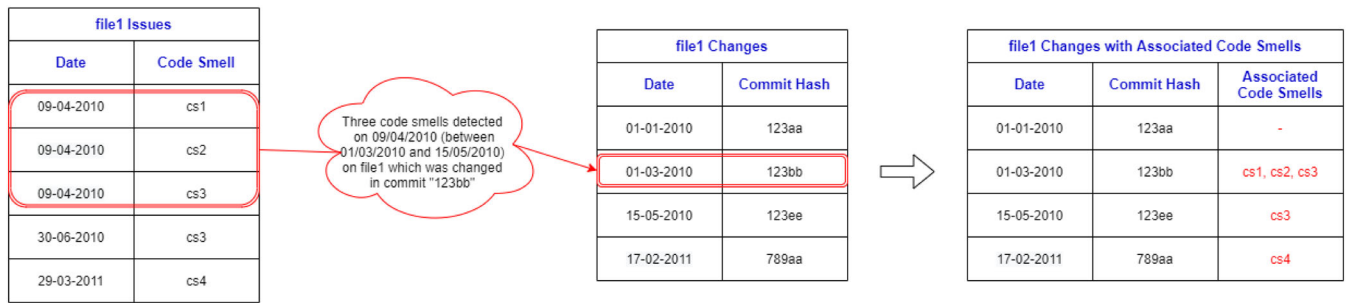 file1 Issues
Date Code Smell
09-04-2010 cs1
09-04-2010 cs2
09-04-2010 cs3
30-06-2010 cs3
29-03-2011 cs4
Three code smells detected
on 09/04/2010 (between
01/03/2010 and 15/05/2010)
on file1 which was changed
in commit "123bb"
file1 Changes
Date Commit Hash
01-01-2010 123aa
01-03-2010 123bb
15-05-2010 123ee
17-02-2011 789aa
file1 Changes with Associated Code Smells
Date Commit Hash Associated
Code Smells
01-01-2010 123aa -
01-03-2010 123bb cs1, cs2, cs3
15-05-2010 123ee cs3
17-02-2011 789aa cs4